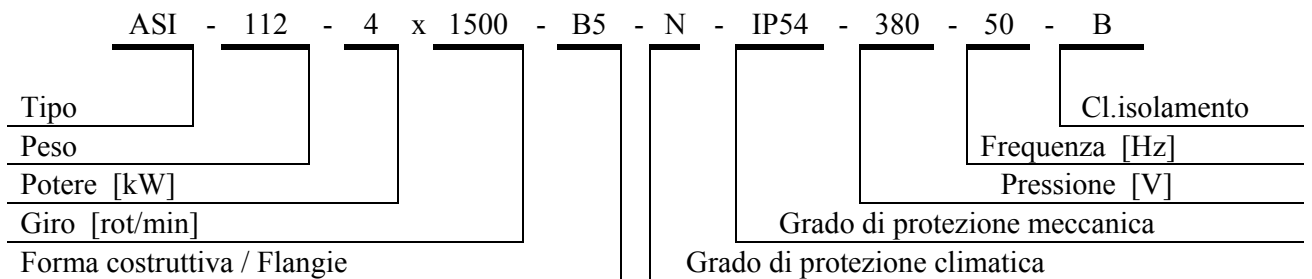 ASI - 112 - 4 x 1500 - B5 - N - IP54 - 380 - 50 - B
Tipo Cl.isolamento
Peso Frequenza [Hz]
Potere [kW] Pressione [V]
Giro [rot/min] Grado di protezione meccanica
Forma costruttiva / Flangie Grado di protezione climatica